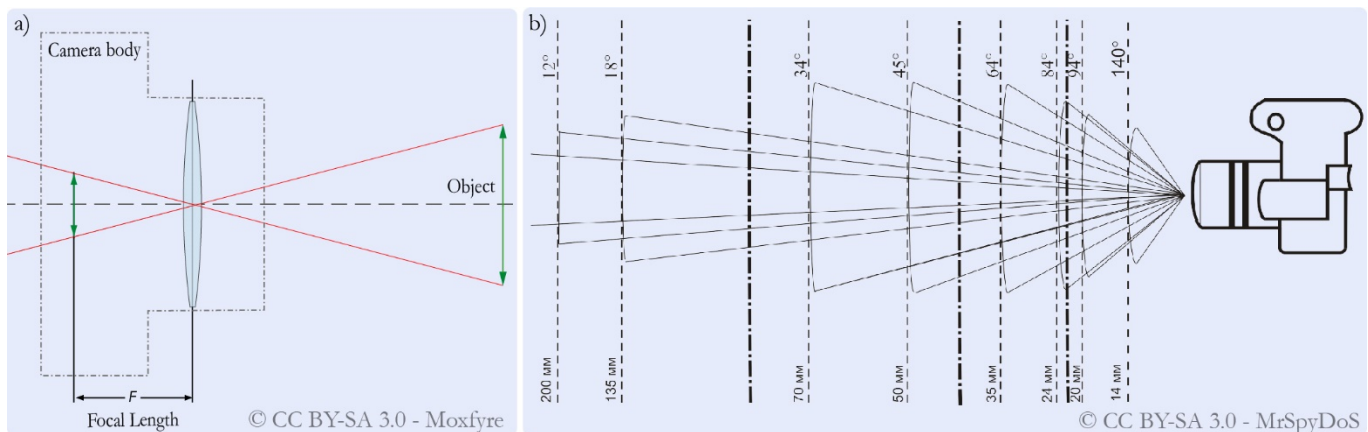 a)
Camera body
Object
F
Focal Length
© CC BY-SA 3.0 - Moxfyre
b)
12°
18°
34°
45°
64°
84°
94°
140°
200 мм
135 мм
70 мм
50 мм
35 мм
24 мм
20 мм
14 мм
© CC BY-SA 3.0 - MrSpyDoS